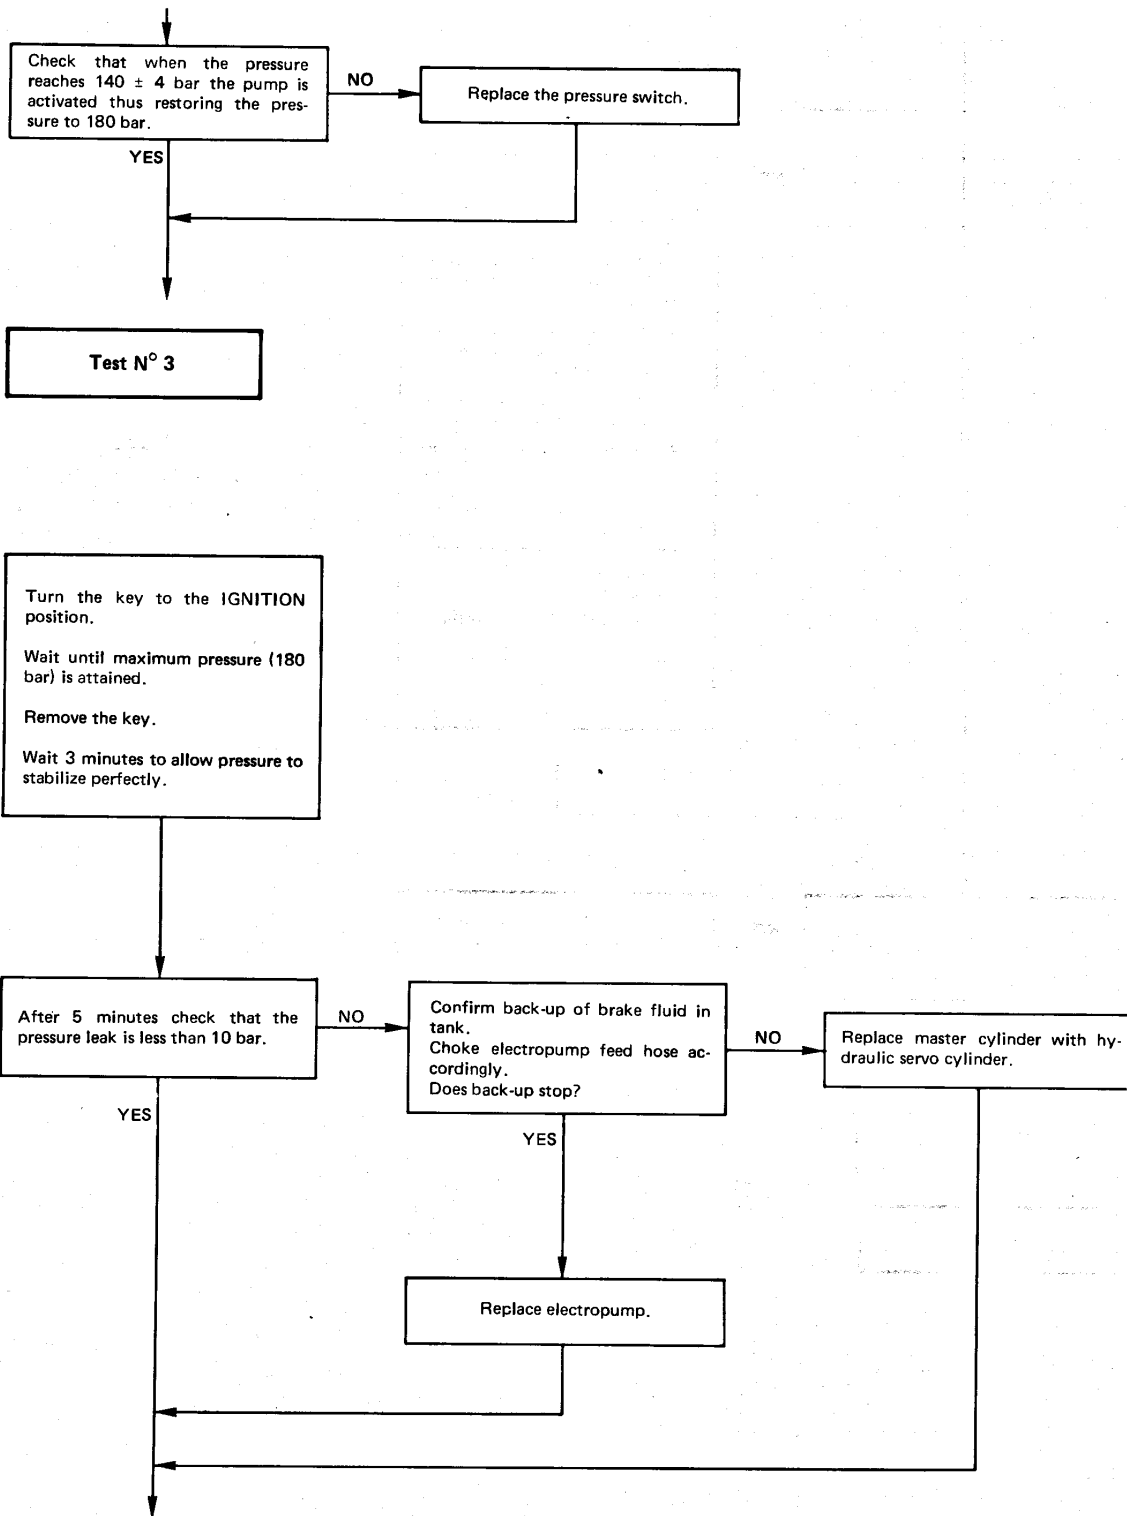 Check that when the pressure
reaches 140 ± 4 bar the pump is
activated thus restoring the pres-
sure to 180 bar.
NO
Replace the pressure switch.
YES
Test N° 3
Turn the key to the IGNITION
position.
Wait until maximum pressure (180
bar) is attained.
Remove the key.
Wait 3 minutes to allow pressure to
stabilize perfectly.
After 5 minutes check that the
pressure leak is less than 10 bar.
NO
Confirm back-up of brake fluid in
tank.
Choke electropump feed hose ac-
cordingly.
Does back-up stop?
NO
Replace master cylinder with hy-
draulic servo cylinder.
YES
YES
Replace electropump.